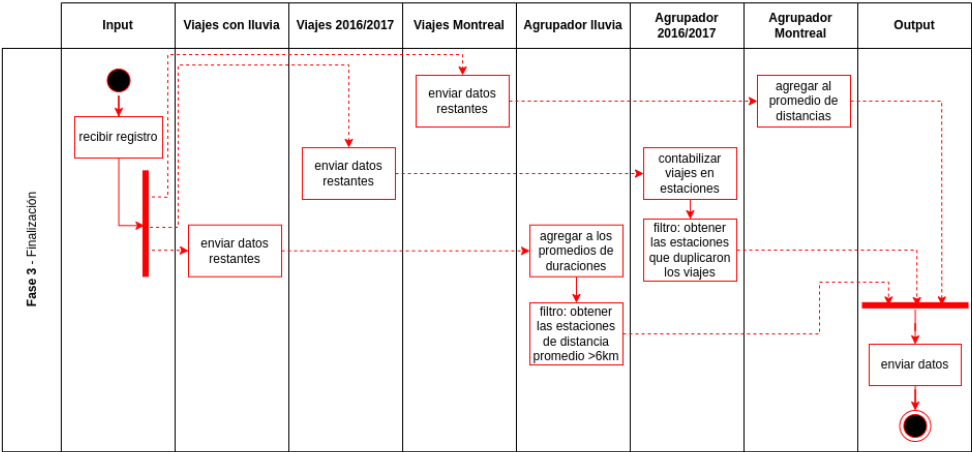 Input
Viajes con lluvia
Viajes 2016/2017
Viajes Montreal
Agrupador lluvia
Agrupador
2016/2017
Agrupador
Montreal
Output
Fase 3 - Finalización
recibir registro
enviar datos
restantes
enviar datos
restantes
enviar datos
restantes
agregar a los
promedios de
duraciones
filtro: obtener
las estaciones
de distancia
promedio >6km
contabilizar
viajes en
estaciones
filtro: obtener
las estaciones
que duplicaron
los viajes
agregar al
promedio de
distancias
enviar datos